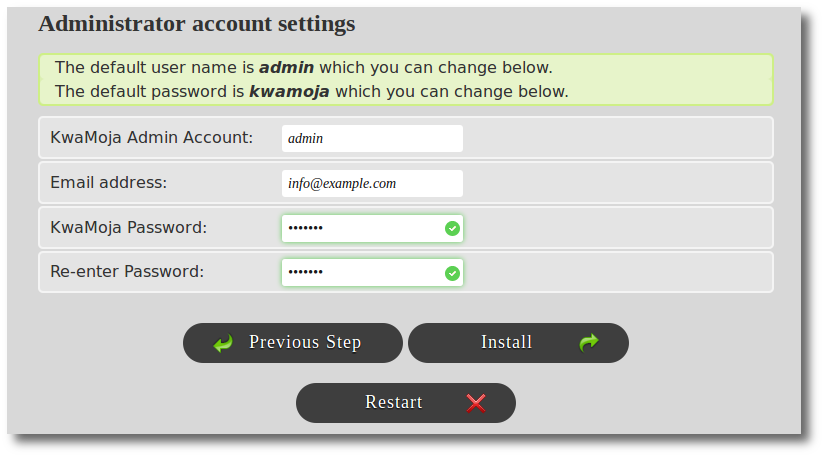 Administrator account settings
The default user name is admin which you can change below.
The default password is kwamoja which you can change below.
KwaMoja Admin Account: admin
Email address: info@example.com
KwaMoja Password: •••••••
Re-enter Password: •••••••
Previous Step Install
Restart